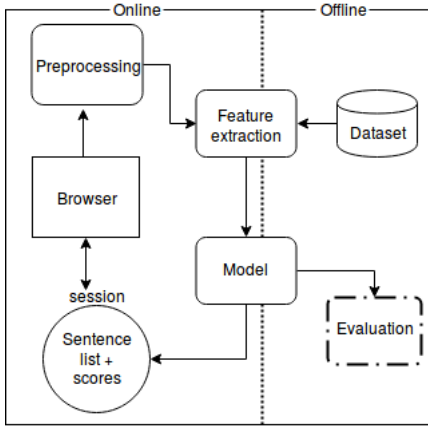 Online
Offline
Preprocessing
Feature
extraction
Dataset
Browser
Model
session
Sentence
list +
scores
Evaluation